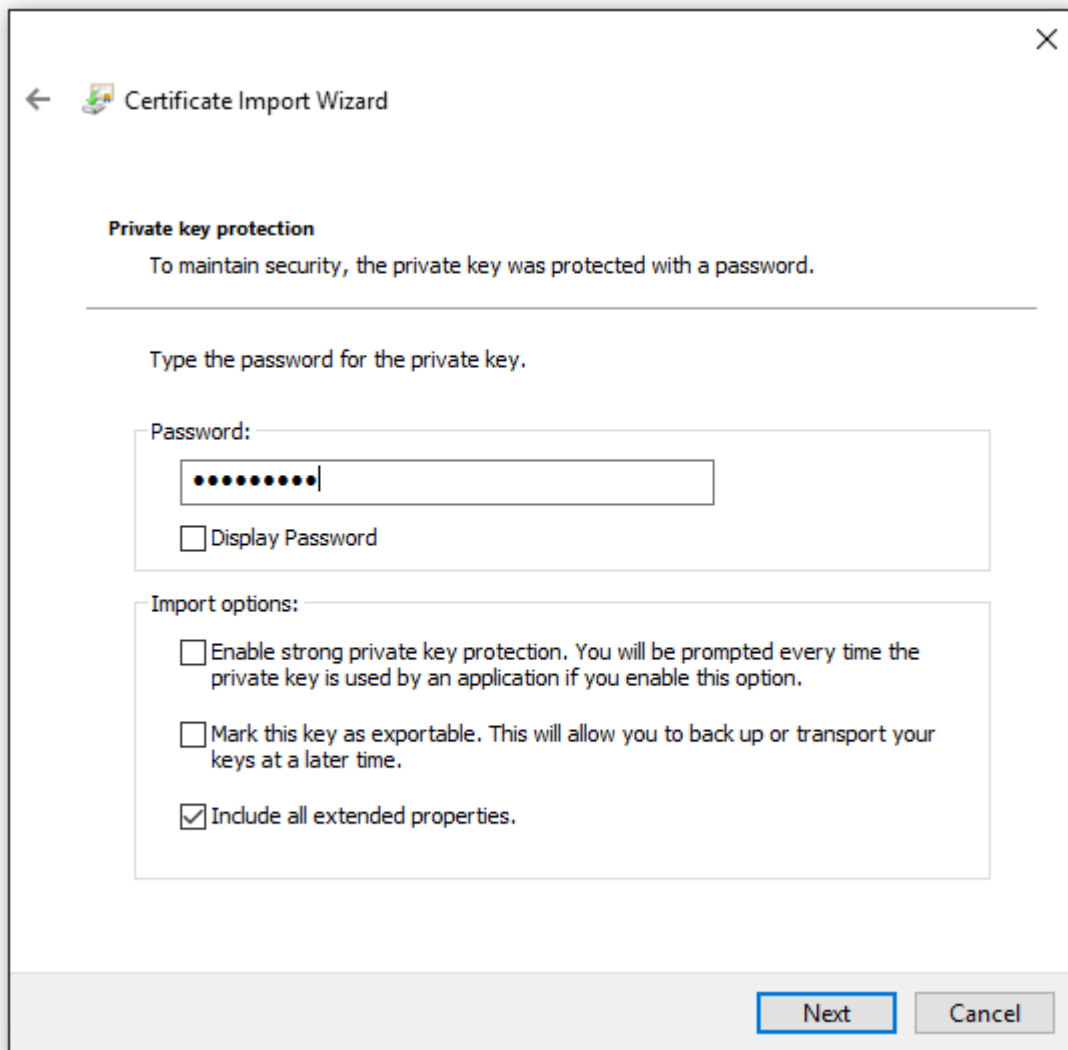 Certificate Import Wizard
Private key protection
To maintain security, the private key was protected with a password.
Type the password for the private key.
Password:
●●●●●●●●●
Display Password
Import options:
Enable strong private key protection. You will be prompted every time the
private key is used by an application if you enable this option.
Mark this key as exportable. This will allow you to back up or transport your
keys at a later time.
Include all extended properties.
Next
Cancel